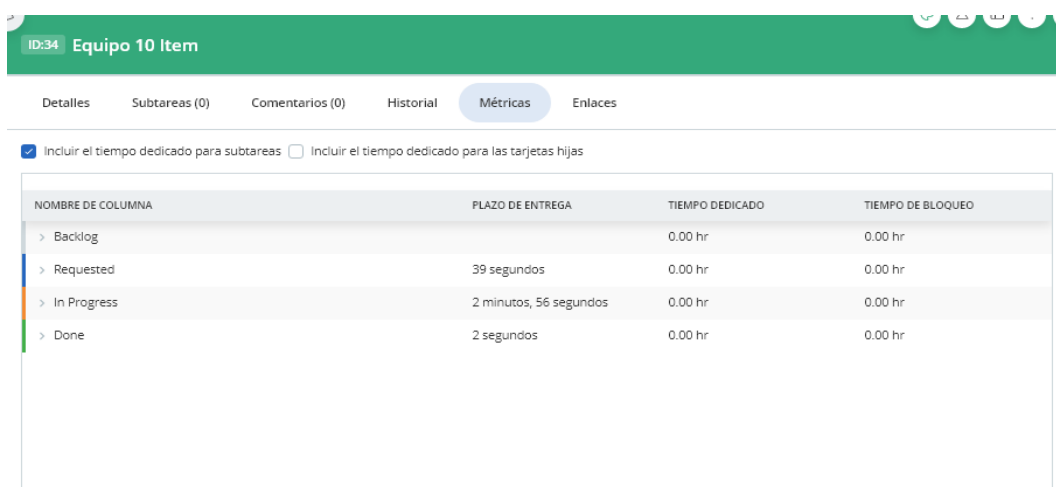 ID:34 Equipo 10 Item
Detalles Subtareas (0) Comentarios (0) Historial Métricas Enlaces
Incluir el tiempo dedicado para subtareas Incluir el tiempo dedicado para las tarjetas hijas
NOMBRE DE COLUMNA PLAZO DE ENTREGA TIEMPO DEDICADO TIEMPO DE BLOQUEO
Backlog 0.00 hr 0.00 hr
Requested 39 segundos 0.00 hr 0.00 hr
In Progress 2 minutos, 56 segundos 0.00 hr 0.00 hr
Done 2 segundos 0.00 hr 0.00 hr